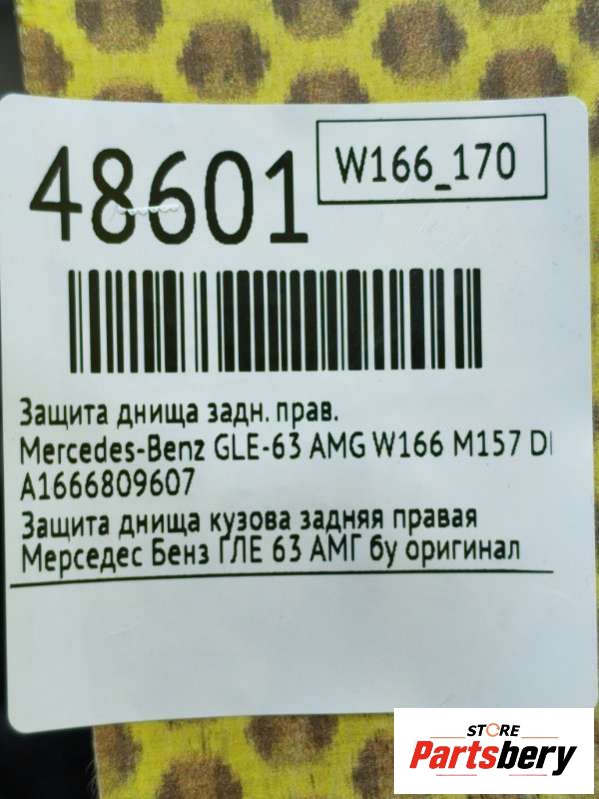 48601
W166_170
Защита днища задн. прав.
Mercedes-Benz GLE-63 AMG W166 M157
A1666809607
Защита днища кузова задняя правая
Мерседес Бенз ГЛЕ 63 АМГ бу оригинал
STORE
Partsbery